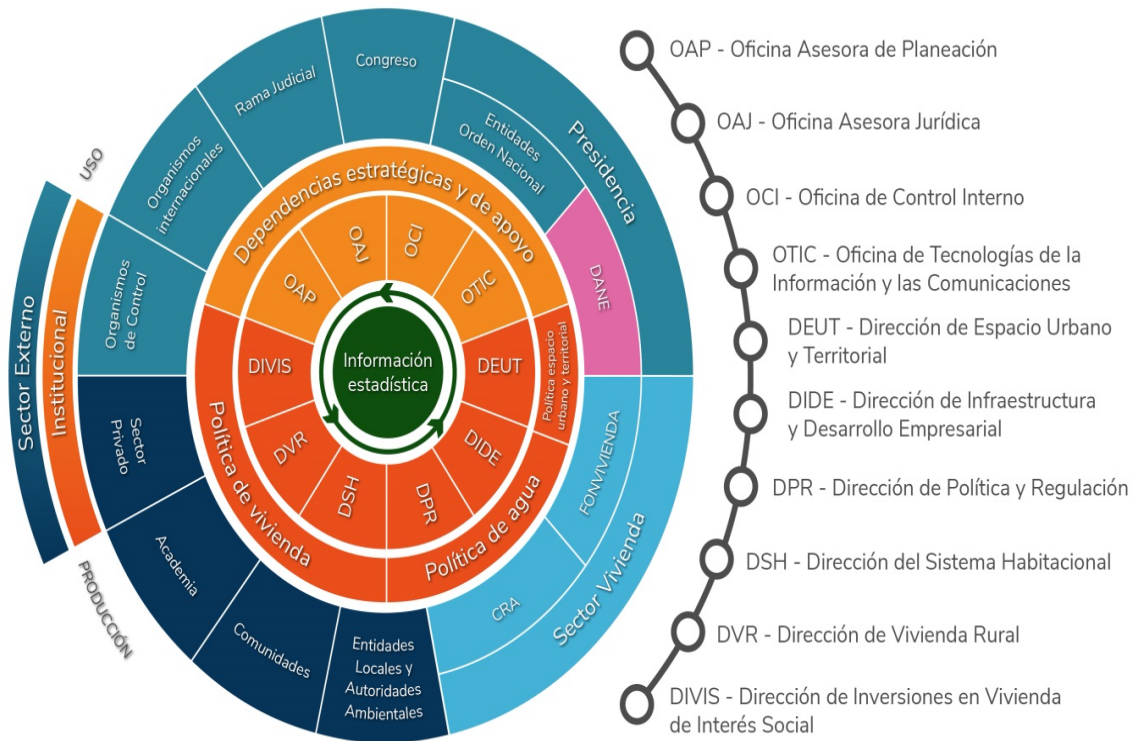 USO
Sector Externo
Institucional
PRODUCCIÓN
Organismos
de Control
Organismos
internacionales
Rama Judicial
Congreso
Entidades
Orden Nacional
Presidencia
DANE
Sector
Privado
Academia
Comunidades
Entidades
Locales y
Autoridades
Ambientales
CRA
FONVIVIENDA
Sector Vivienda
Dependencias estratégicas y de apoyo
OAP
OAJ
OCI
OTIC
Política espacio
urbano y territorial
DEUT
Política de agua
DIDE
DPR
Política de vivienda
DSH
DVR
DIVIS
Información
estadística
OAP - Oficina Asesora de Planeación
OAJ - Oficina Asesora Jurídica
OCI - Oficina de Control Interno
OTIC - Oficina de Tecnologías de la
Información y las Comunicaciones
DEUT - Dirección de Espacio Urbano
y Territorial
DIDE - Dirección de Infraestructura
y Desarrollo Empresarial
DPR - Dirección de Política y Regulación
DSH - Dirección del Sistema Habitacional
DVR - Dirección de Vivienda Rural
DIVIS - Dirección de Inversiones en Vivienda
de Interés Social